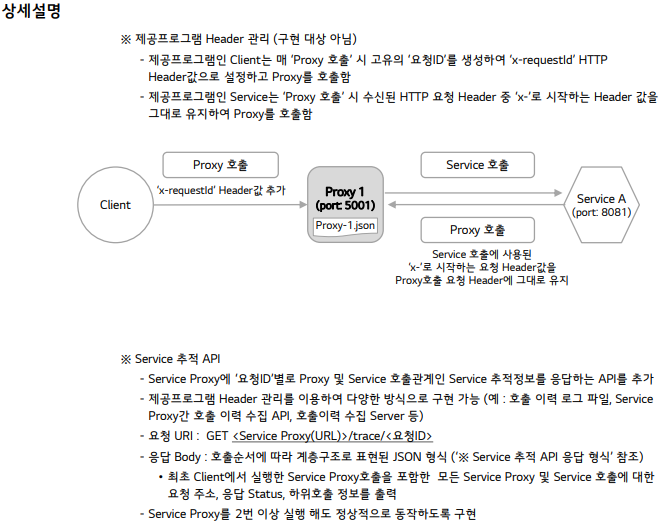 상세설명
※ 제공프로그램 Header 관리 (구현 대상 아님)
- 제공프로그램인 Client는 매 ‘Proxy 호출’ 시 고유의 ‘요청ID’를 생성하여 ‘x-requestId’ HTTP
Header값으로 설정하고 Proxy를 호출함
- 제공프로그램인 Service는 ‘Proxy 호출’ 시 수신된 HTTP 요청 Header 중 ‘x-’로 시작하는 Header 값을
그대로 유지하여 Proxy를 호출함
Proxy 호출
Service 호출
‘x-requestId’ Header값 추가
Client
Proxy 1
(port: 5001)
Proxy-1.json
Service A
(port: 8081)
Proxy 호출
Service 호출에 사용된
‘x-’로 시작하는 요청 Header값을
Proxy호출 요청 Header에 그대로 유지
※ Service 추적 API
- Service Proxy에 ‘요청ID’별로 Proxy 및 Service 호출관계인 Service 추적정보를 응답하는 API를 추가
- 제공프로그램 Header 관리를 이용하여 다양한 방식으로 구현 가능 (예 : 호출 이력 로그 파일, Service
Proxy간 호출 이력 수집 API, 호출이력 수집 Server 등)
- 요청 URI : GET <Service Proxy(URL)>/trace/<요청ID>
- 응답 Body : 호출순서에 따라 계층구조로 표현된 JSON 형식 (‘※ Service 추적 API 응답 형식’ 참조)
• 최초 Client에서 실행한 Service Proxy호출을 포함한 모든 Service Proxy 및 Service 호출에 대한
요청 주소, 응답 Status, 하위호출 정보를 출력
- Service Proxy를 2번 이상 실행 해도 정상적으로 동작하도록 구현